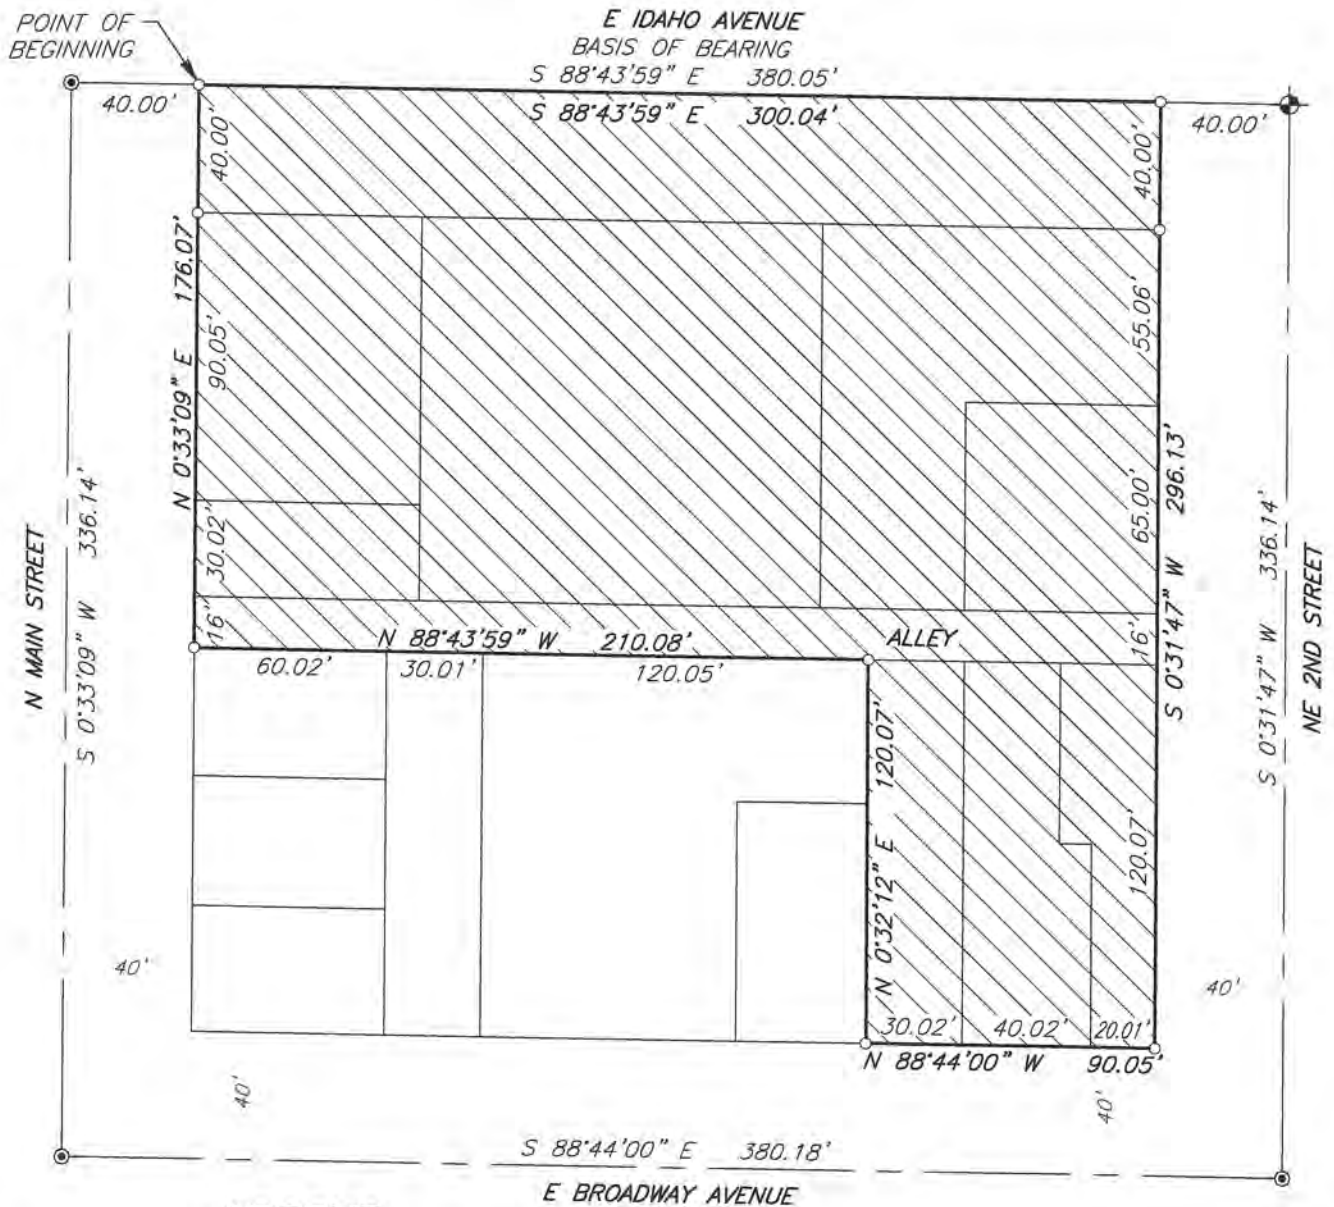 POINT OF
BEGINNING
E IDAHO AVENUE
BASIS OF BEARING
S 88°43'59" E 380.05'
40.00'
S 88°43'59" E 300.04'
40.00'
40.00'
40.00'
N 0°33'09" E 176.07'
90.05'
55.06'
30.02'
65.00'
S 0°31'47" W 296.13'
N MAIN STREET
S 0°33'09" W 336.14'
S 0°31'47" W 336.14'
NE 2ND STREET
16"
N 88°43'59" W 210.08'
ALLEY
16'
60.02'
30.01'
120.05'
N 0°32'12" E 120.07'
120.07'
40'
40'
30.02'
40.02'
20.01'
N 88°44'00" W 90.05'
40'
40'
S 88°44'00" E 380.18'
E BROADWAY AVENUE